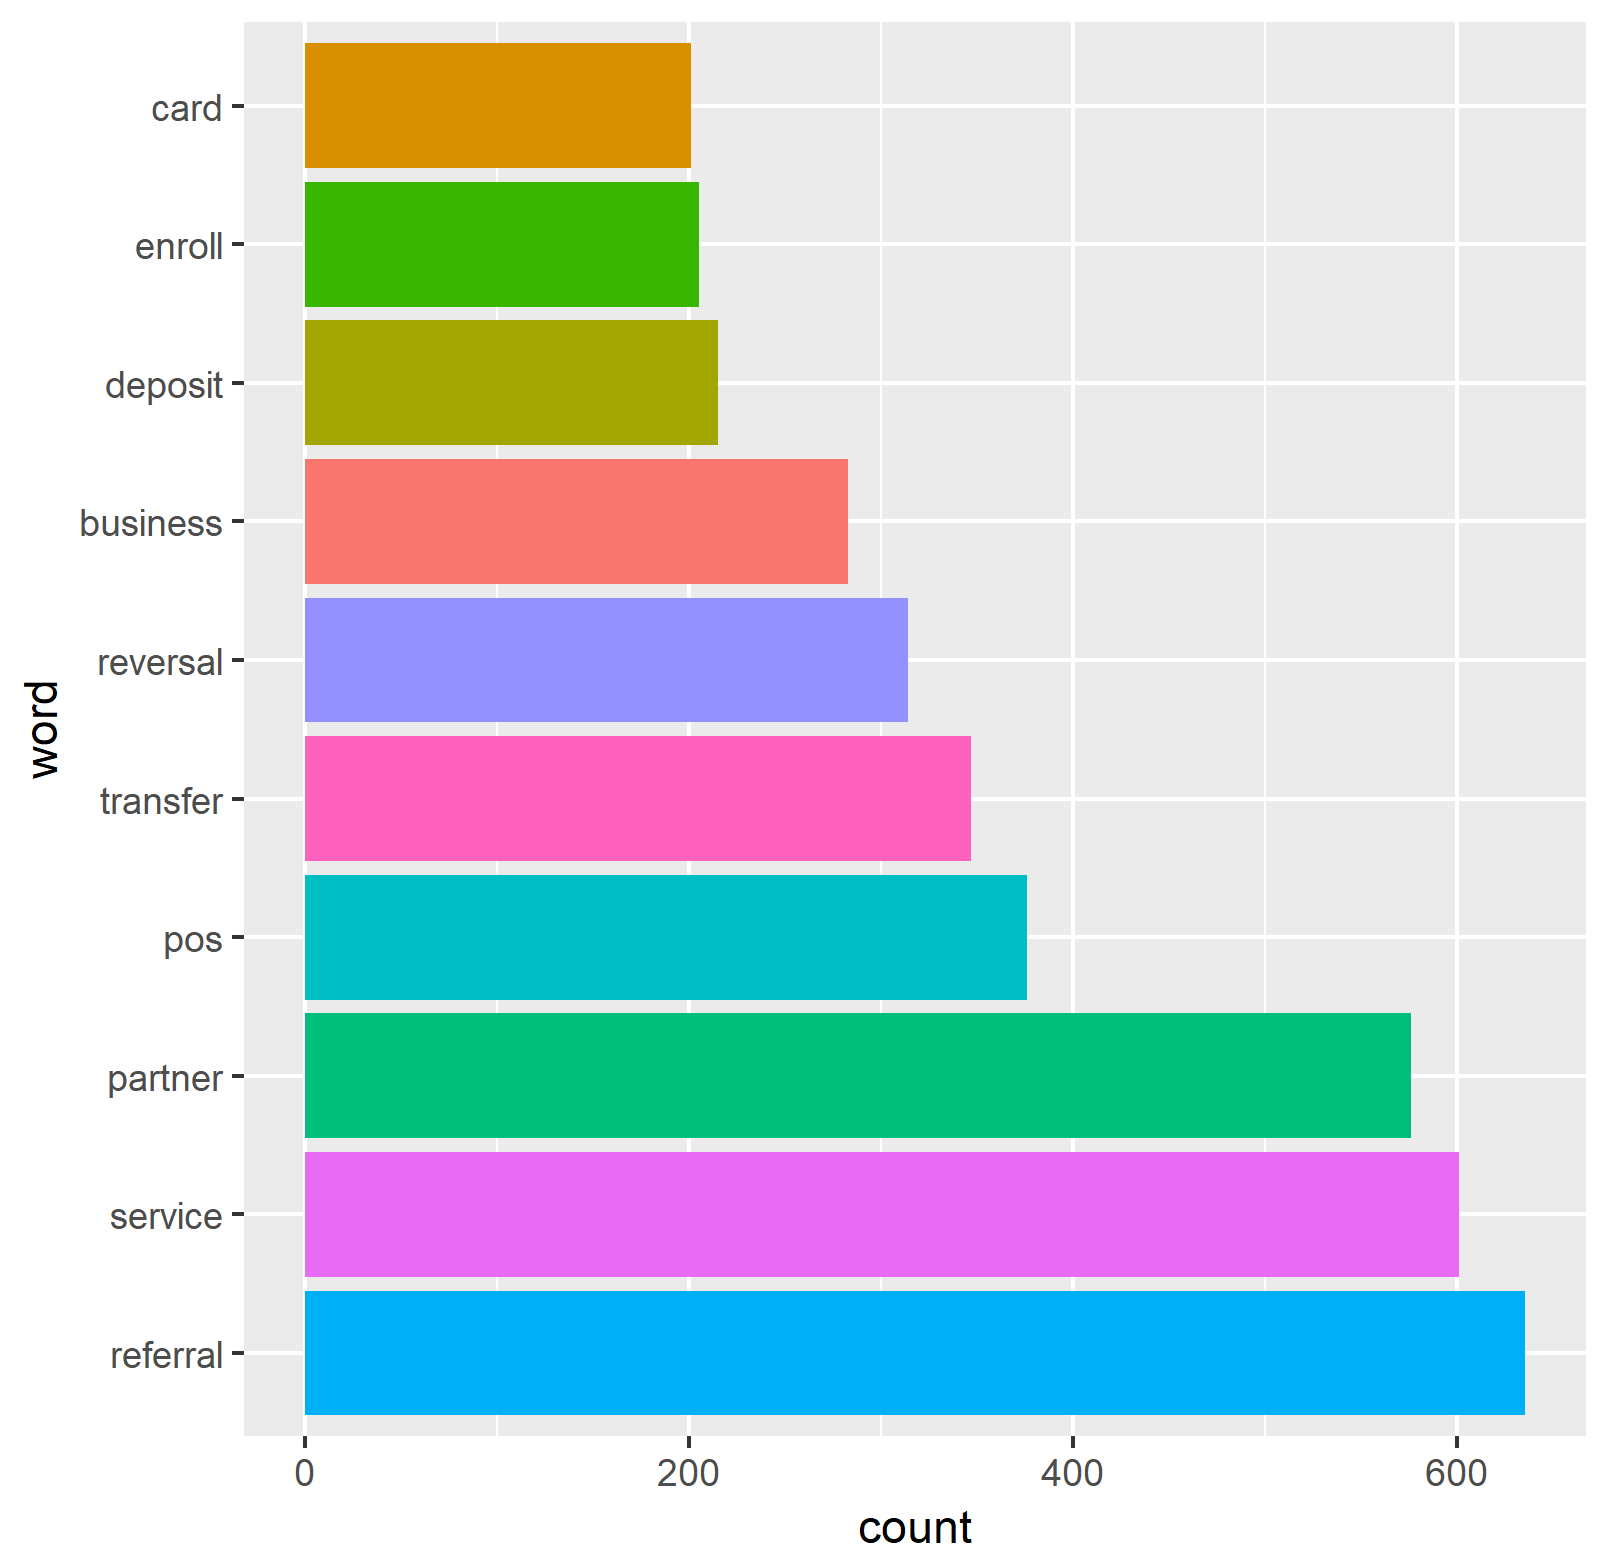 card
enroll
deposit
business
reversal
transfer
pos
partner
service
referral
word
0 200 400 600
count